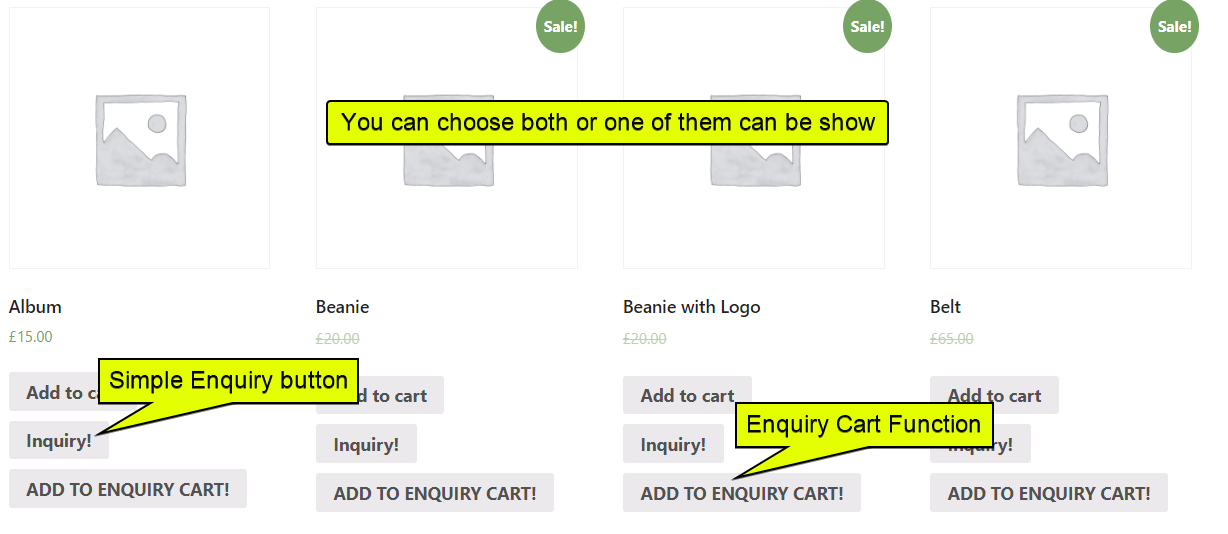 Sale!
Sale!
Sale!
You can choose both or one of them can be show
Album
Beanie
Beanie with Logo
Belt
£15.00
£20.00
£20.00
£65.00
Simple Enquiry button
Add to
Add to cart
Add to cart
Add to cart
Enquiry Cart Function
Inquiry!
Inquiry!
Inquiry!
Inquiry!
ADD TO ENQUIRY CART!
ADD TO ENQUIRY CART!
ADD TO ENQUIRY CART!
ADD TO ENQUIRY CART!